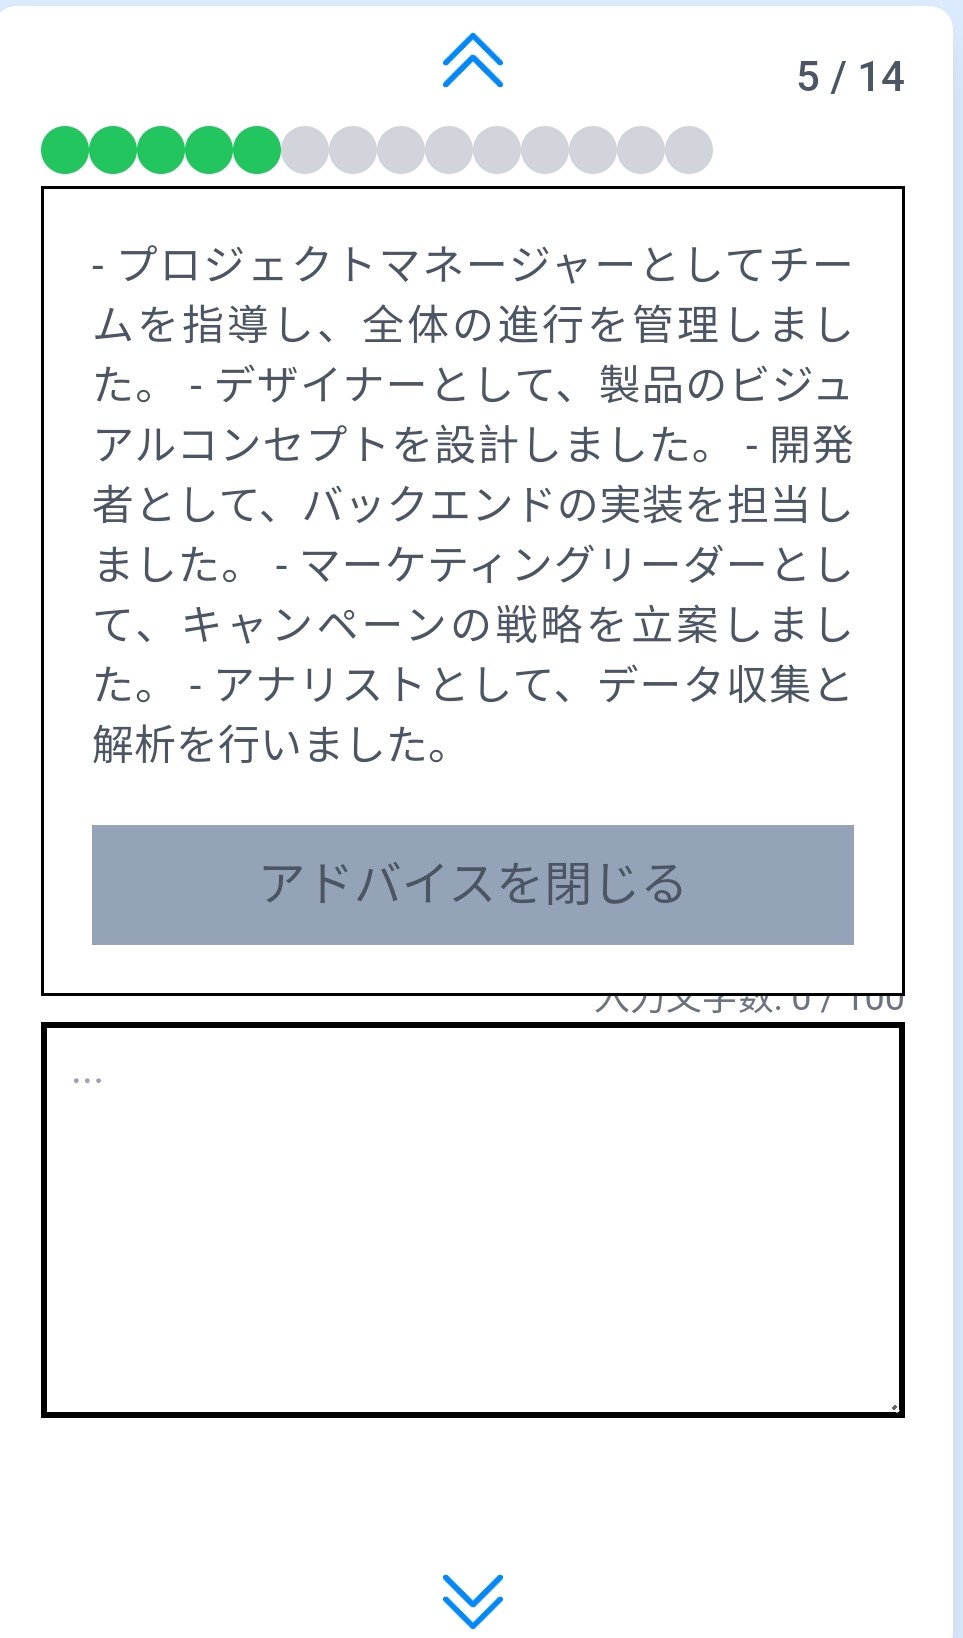 5 / 14
- プロジェクトマネージャーとしてチー
ムを指導し、全体の進行を管理しまし
た。 - デザイナーとして、製品のビジュ
アルコンセプトを設計しました。 - 開発
者として、バックエンドの実装を担当し
ました。 - マーケティングリーダーとし
て、キャンペーンの戦略を立案しまし
た。 - アナリストとして、データ収集と
解析を行いました。
アドバイスを閉じる
入力文字数: 0 / 100
...